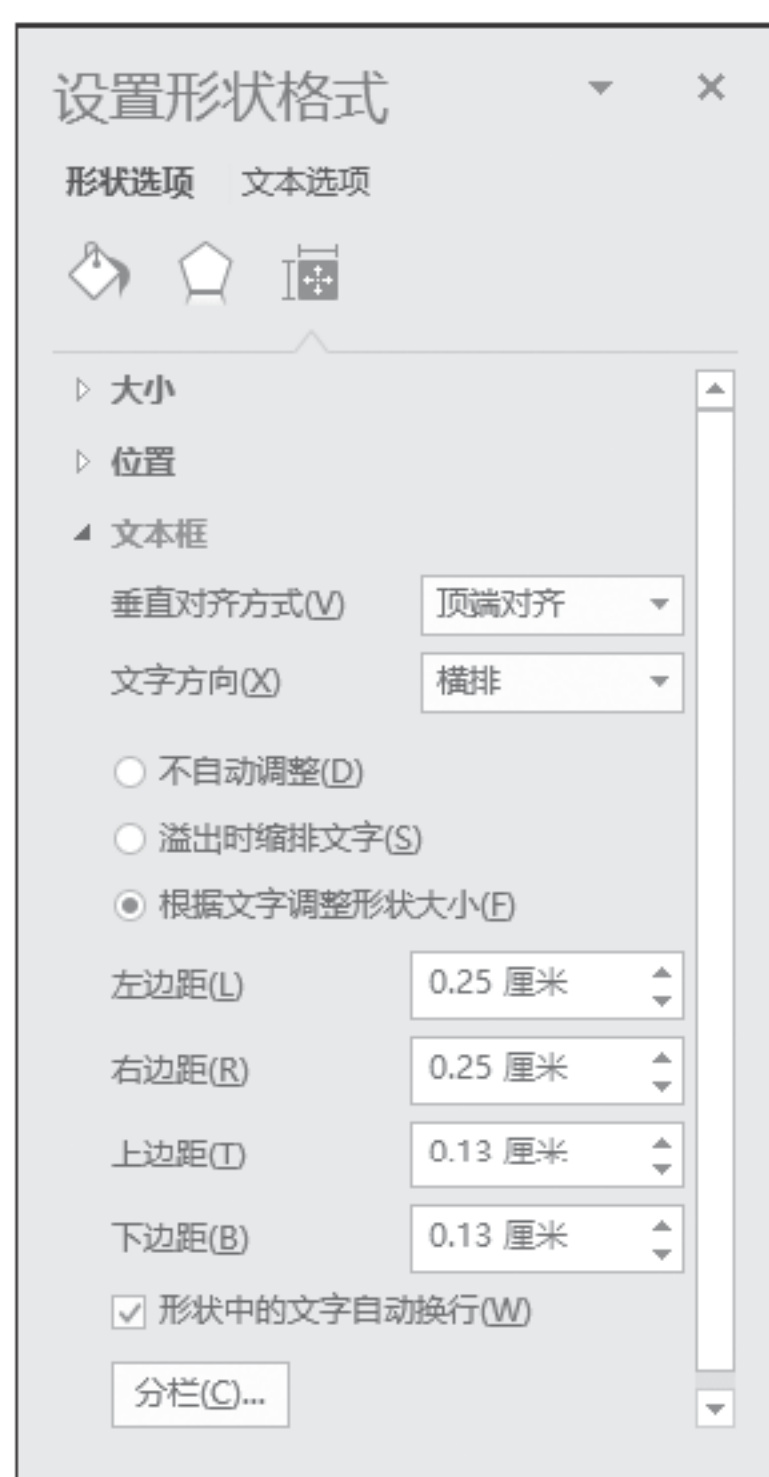 设置形状格式
形状选项 文本选项
大小
位置
文本框
垂直对齐方式(V) 顶端对齐
文字方向(X) 横排
不自动调整(D)
溢出时缩排文字(S)
根据文字调整形状大小(F)
左边距(L) 0.25 厘米
右边距(R) 0.25 厘米
上边距(T) 0.13 厘米
下边距(B) 0.13 厘米
形状中的文字自动换行(W)
分栏(C)...